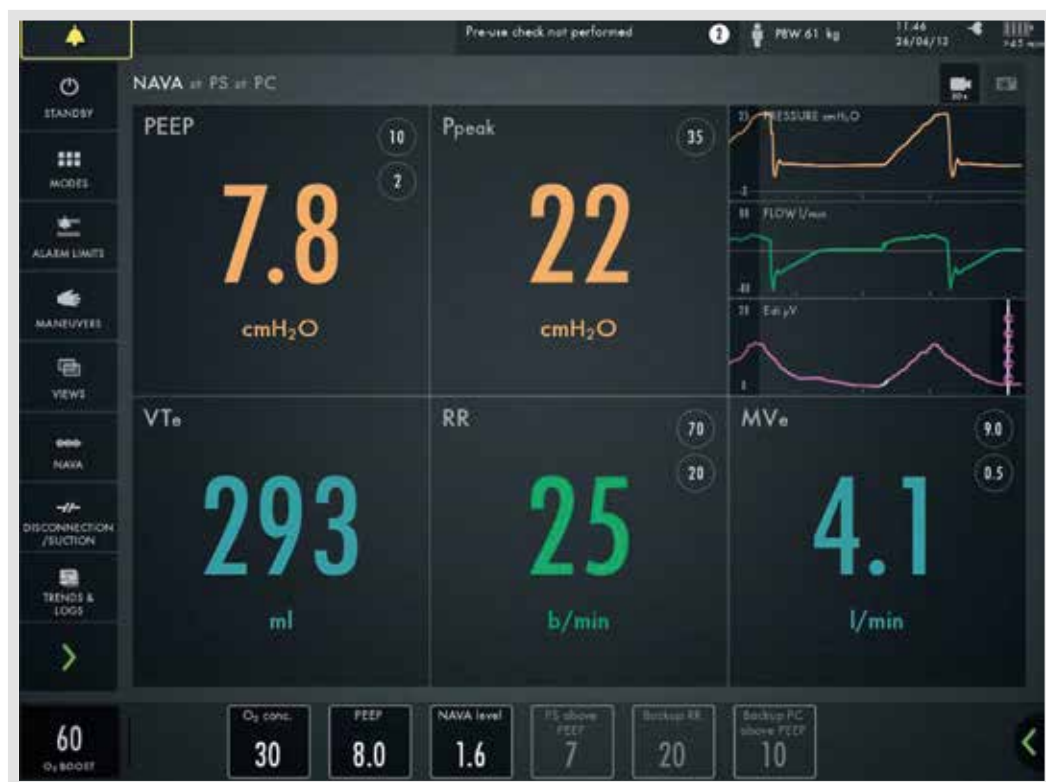 Pre-use check not performed
2
PBW 61 kg
11:46
26/06/13
STANDBY
MODES
ALARM LIMITS
MANEUVERS
VIEWS
NAVA
DISCONNECTION
/SUCTION
TRENDS &
LOGS
60
O₂ BOOST
NAVA ⇄ PS ⇄ PC
30s
PEEP
10
2
7.8
cmH₂O
Ppeak
35
22
cmH₂O
PRESSURE cmH₂O
FLOW l/min
Edi µV
VTe
293
ml
RR
70
20
25
b/min
MVe
9.0
0.5
4.1
l/min
O₂ conc.
30
PEEP
8.0
NAVA level
1.6
PS above
PEEP
7
Backup RR
20
Backup PC
above PEEP
10